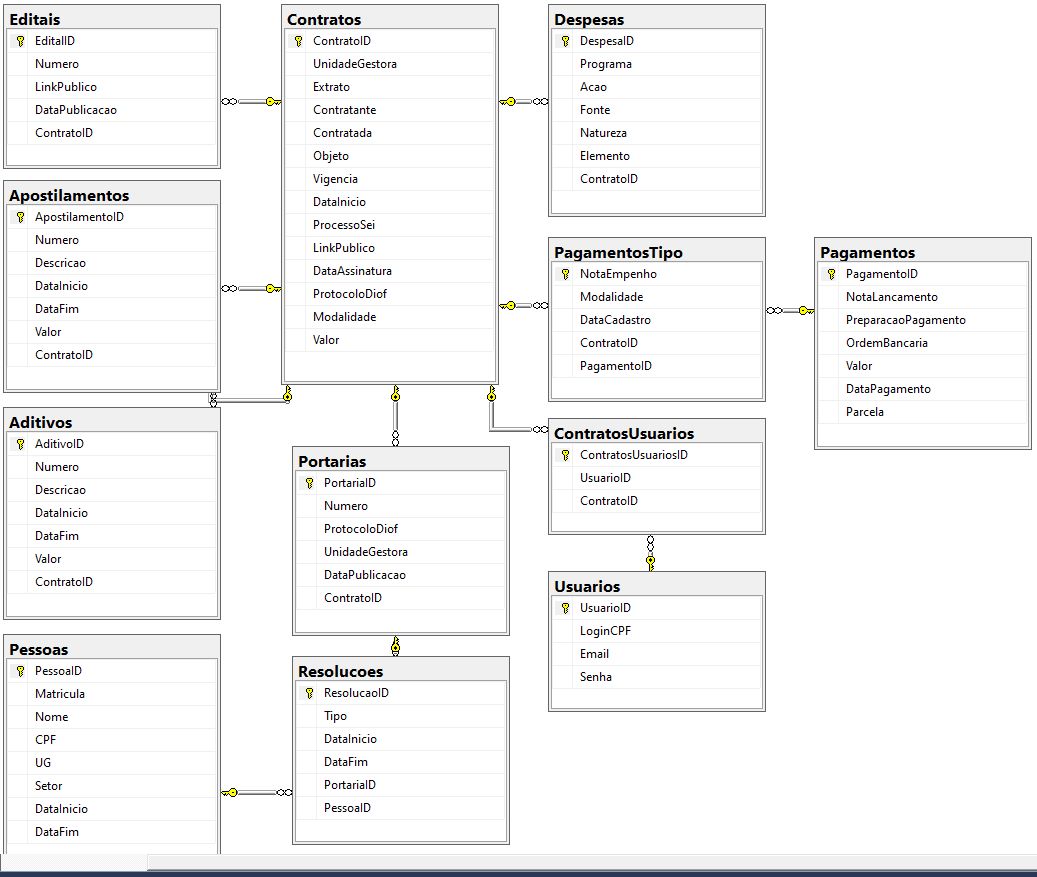 Editais
EditalID
Numero
LinkPublico
DataPublicacao
ContratoID
Contratos
ContratoID
UnidadeGestora
Extrato
Contratante
Contratada
Objeto
Vigencia
DataInicio
ProcessoSei
LinkPublico
DataAssinatura
ProtocoloDiof
Modalidade
Valor
Despesas
DespesaID
Programa
Acao
Fonte
Natureza
Elemento
ContratoID
Apostilamentos
ApostilamentoID
Numero
Descricao
DataInicio
DataFim
Valor
ContratoID
PagamentosTipo
NotaEmpenho
Modalidade
DataCadastro
ContratoID
PagamentoID
Pagamentos
PagamentoID
NotaLancamento
PreparacaoPagamento
OrdemBancaria
Valor
DataPagamento
Parcela
Aditivos
AditivoID
Numero
Descricao
DataInicio
DataFim
Valor
ContratoID
Portarias
PortariaID
Numero
ProtocoloDiof
UnidadeGestora
DataPublicacao
ContratoID
ContratosUsuarios
ContratosUsuariosID
UsuarioID
ContratoID
Usuarios
UsuarioID
LoginCPF
Email
Senha
Pessoas
PessoaID
Matricula
Nome
CPF
UG
Setor
DataInicio
DataFim
Resolucoes
ResolucaoID
Tipo
DataInicio
DataFim
PortariaID
PessoaID